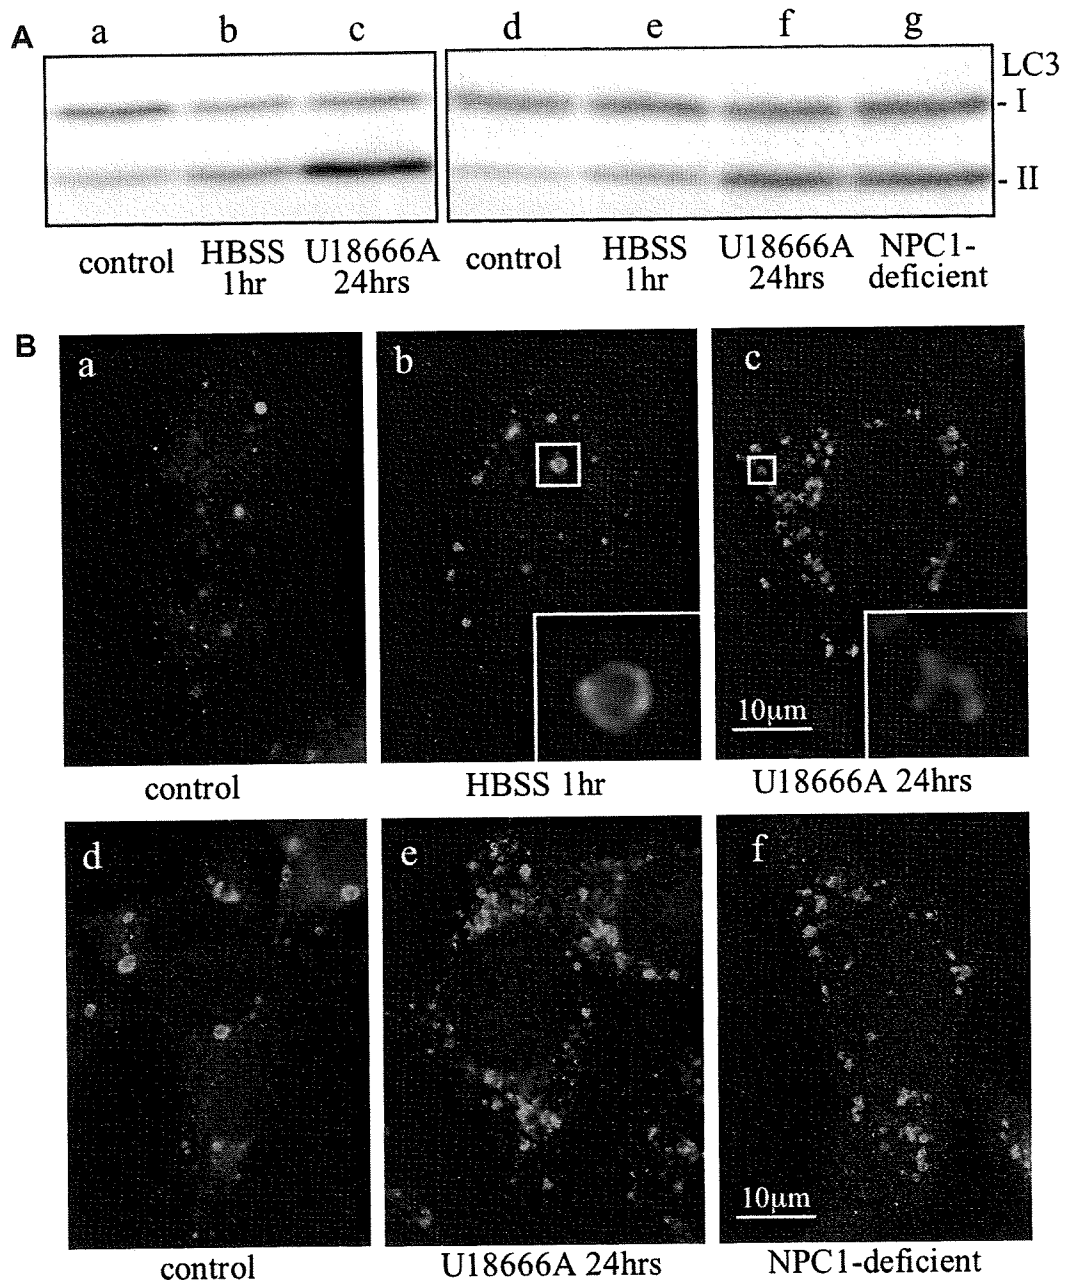 A
a b c d e f g
LC3
- I
- II
control HBSS 1hr U18666A 24hrs control HBSS 1hr U18666A 24hrs NPC1-deficient
B
a b c
10µm
control HBSS 1hr U18666A 24hrs
d e f
10µm
control U18666A 24hrs NPC1-deficient